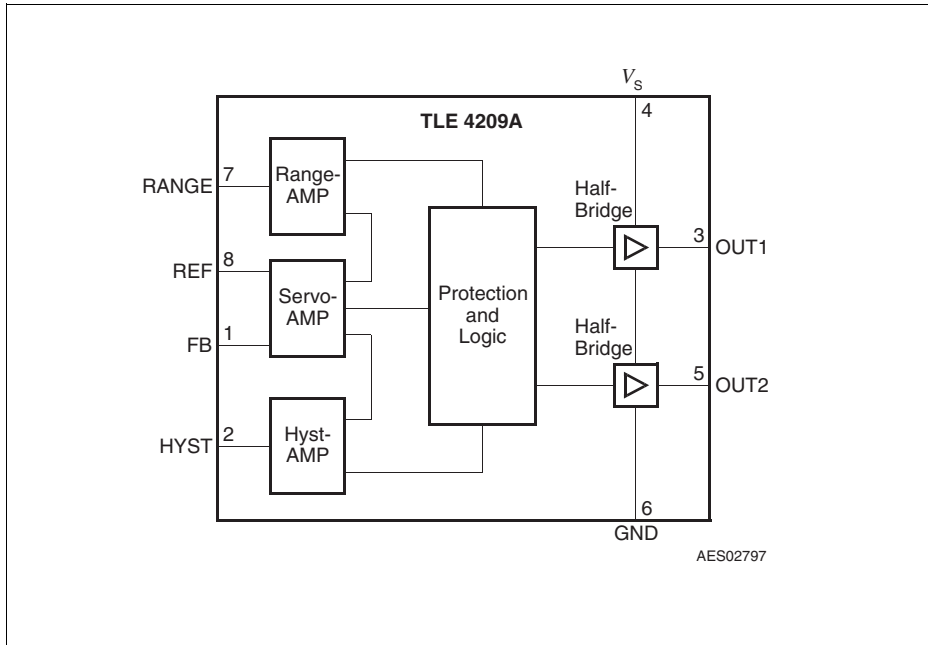 V_S
4
TLE 4209A
RANGE
7
Range-
AMP
Half-
Bridge
3
OUT1
REF
8
Servo-
AMP
Protection
and
Logic
FB
1
Half-
Bridge
5
OUT2
HYST
2
Hyst-
AMP
6
GND
AES02797